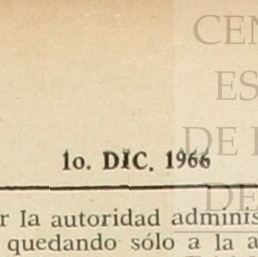 CEN
ES
DE
DE
1o. DIC. 1966
r la autoridad adminis
quedando sólo a la a